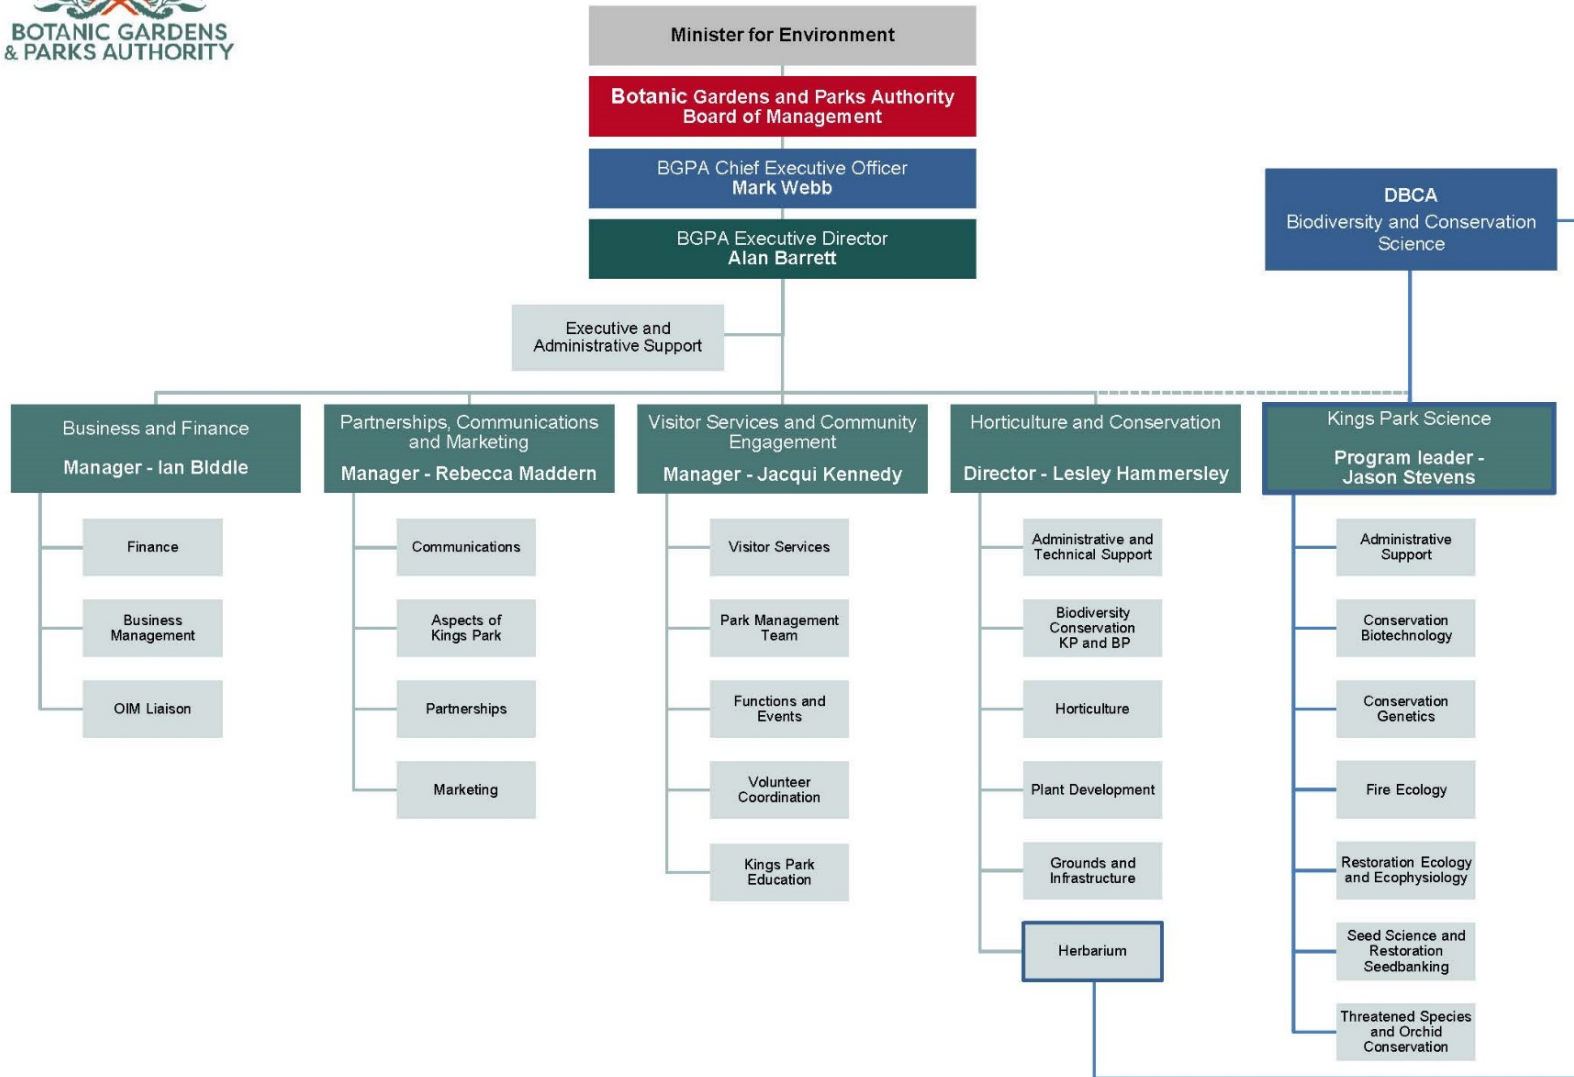 BOTANIC GARDENS
& PARKS AUTHORITY
Minister for Environment
Botanic Gardens and Parks Authority
Board of Management
BGPA Chief Executive Officer
Mark Webb
BGPA Executive Director
Alan Barrett
DBCA
Biodiversity and Conservation
Science
Executive and
Administrative Support
Business and Finance
Manager - Ian BIddle
Finance
Business
Management
OIM Liaison
Partnerships, Communications
and Marketing
Manager - Rebecca Maddern
Communications
Aspects of
Kings Park
Partnerships
Marketing
Visitor Services and Community
Engagement
Manager - Jacqui Kennedy
Visitor Services
Park Management
Team
Functions and
Events
Volunteer
Coordination
Kings Park
Education
Horticulture and Conservation
Director - Lesley Hammersley
Administrative and
Technical Support
Biodiversity
Conservation
KP and BP
Horticulture
Plant Development
Grounds and
Infrastructure
Herbarium
Kings Park Science
Program leader -
Jason Stevens
Administrative
Support
Conservation
Biotechnology
Conservation
Genetics
Fire Ecology
Restoration Ecology
and Ecophysiology
Seed Science and
Restoration
Seedbanking
Threatened Species
and Orchid
Conservation